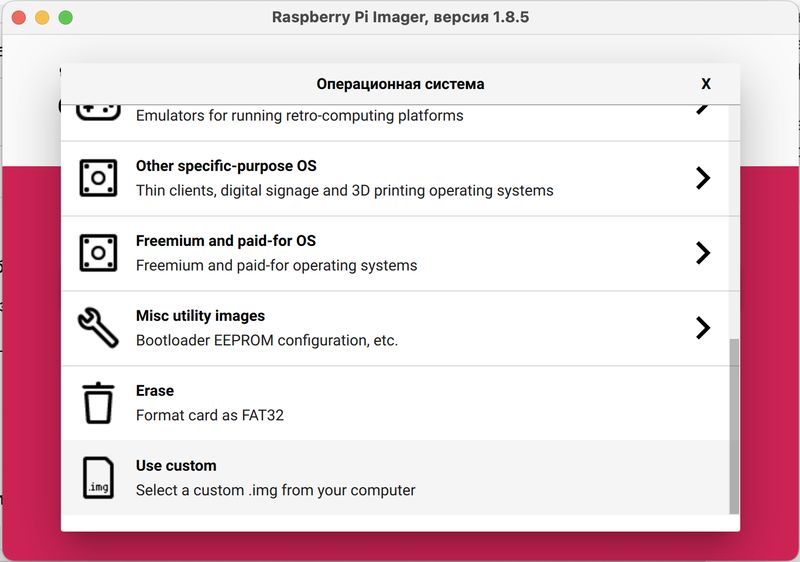 Raspberry Pi Imager, версия 1.8.5
Операционная система
X
Emulators for running retro-computing platforms
Other specific-purpose OS
Thin clients, digital signage and 3D printing operating systems
Freemium and paid-for OS
Freemium and paid-for operating systems
Misc utility images
Bootloader EEPROM configuration, etc.
Erase
Format card as FAT32
Use custom
.img
Select a custom .img from your computer